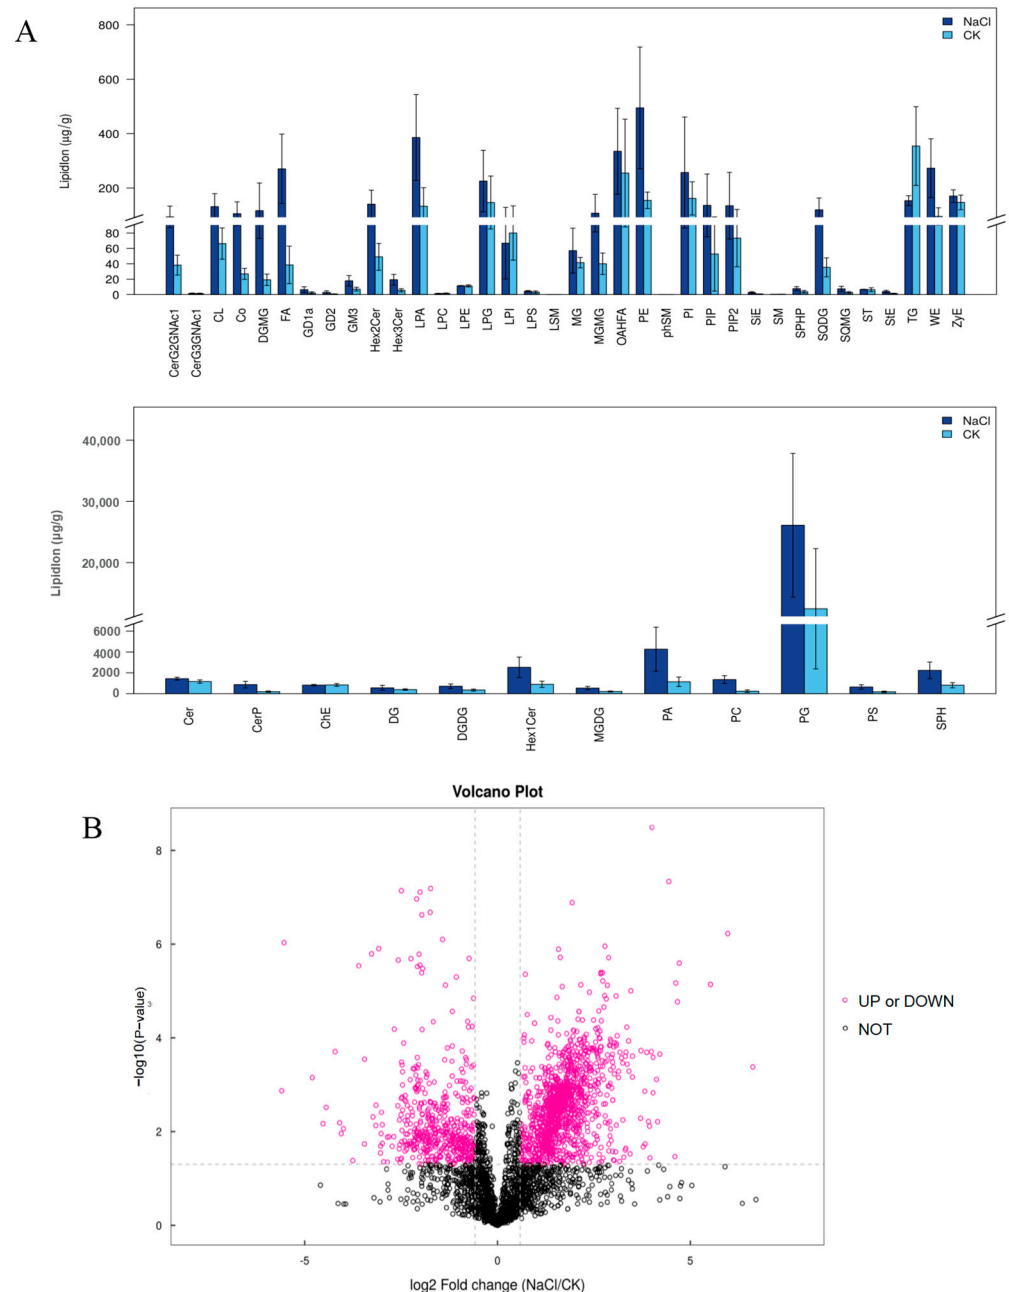 A
800
600
400
200
80
60
40
20
0
LipidIon (µg/g)
NaCl
CK
CerG2GNAc1
CerG3GNAc1
CL
Co
DGMG
FA
GD1a
GD2
GM3
Hex2Cer
Hex3Cer
LPA
LPC
LPE
LPG
LPI
LPS
LSM
MG
MGMG
OAHFA
PE
phSM
PI
PIP
PIP2
SiE
SM
SPHP
SQDG
SQMG
ST
StE
TG
WE
ZyE
40,000
30,000
20,000
6000
4000
2000
0
LipidIon (µg/g)
NaCl
CK
Cer
CerP
ChE
DG
DGDG
Hex1Cer
MGDG
PA
PC
PG
PS
SPH
B
Volcano Plot
8
6
4
2
0
−log10(P−value)
3
-5
0
5
log2 Fold change (NaCl/CK)
UP or DOWN
NOT